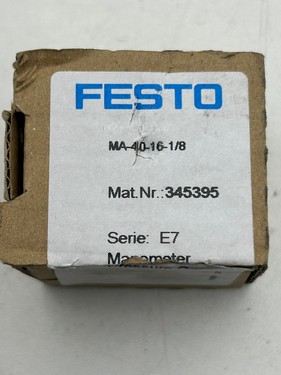 FESTO
MA-40-16-1/8
Mat.Nr.:345395
Serie: E7
Manometer